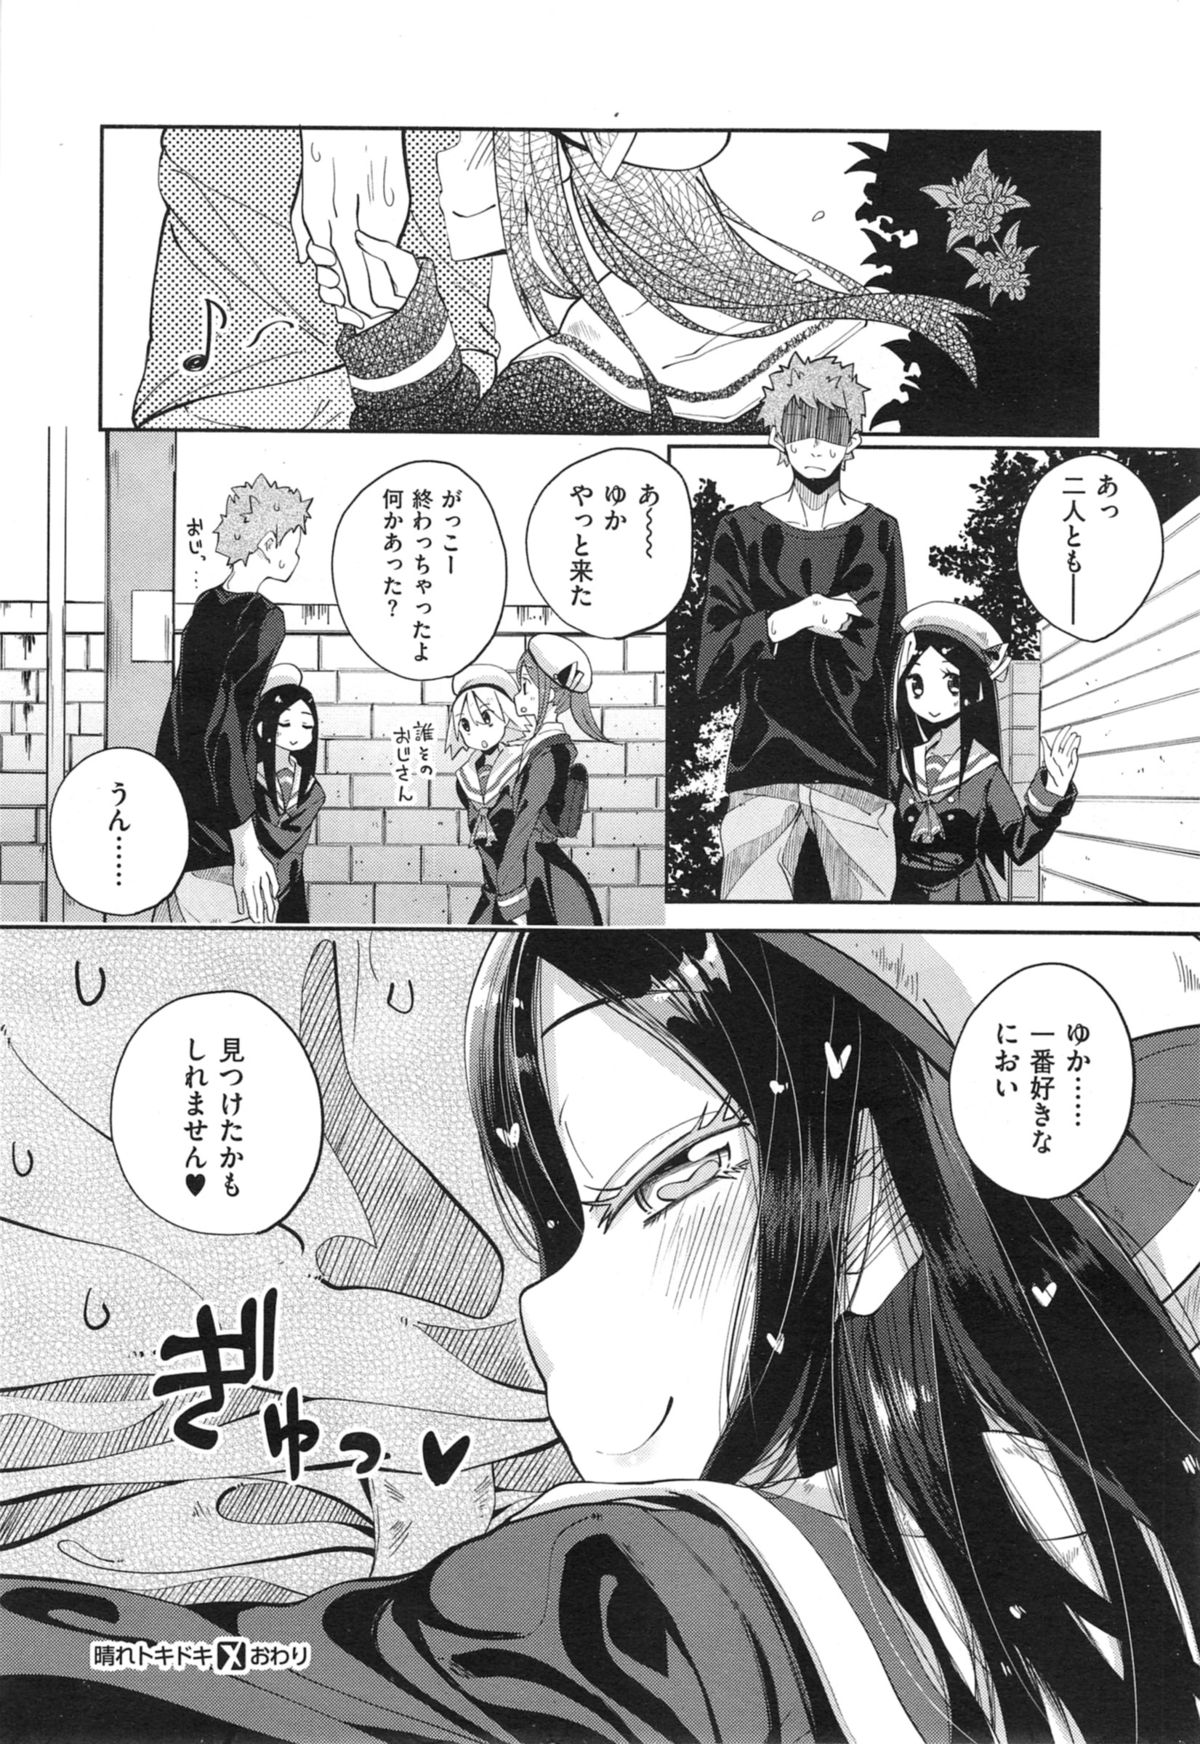 あっ
二人とも――
あ～～～
ゆか
やっと来た
がっこー
終わっちゃったよ
何かあった？
おじっ…
誰そのおじさん
うん……
ゆか……
一番好きな
におい
見つけたかも
しれません♥
ぎゅっ♥
晴れトキドキX おわり